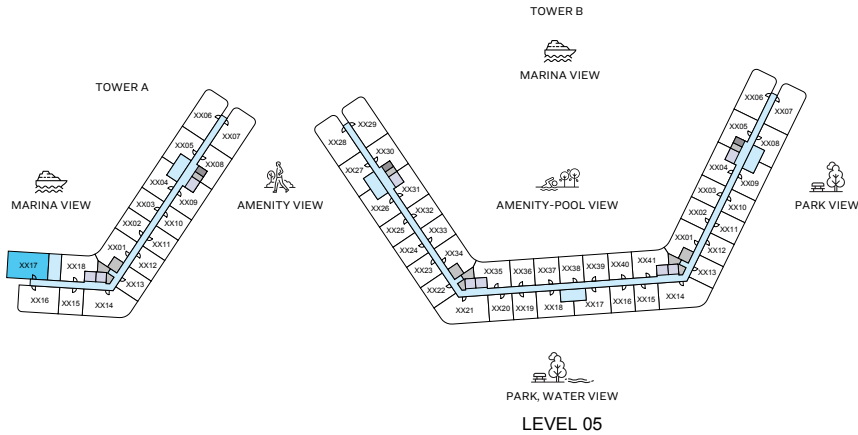 TOWER B
MARINA VIEW
TOWER A
MARINA VIEW
AMENITY VIEW
AMENITY-POOL VIEW
PARK VIEW
XX06
XX07
XX05
XX08
XX04
XX09
XX03
XX10
XX02
XX11
XX01
XX12
XX13
XX17
XX18
XX16
XX15
XX14
XX29
XX28
XX30
XX27
XX31
XX26
XX32
XX25
XX33
XX24
XX34
XX23
XX22
XX21
XX35
XX36
XX37
XX38
XX39
XX40
XX41
XX20
XX19
XX18
XX17
XX16
XX15
XX14
XX06
XX07
XX05
XX08
XX04
XX09
XX03
XX10
XX02
XX11
XX01
XX12
XX13
PARK, WATER VIEW
LEVEL 05